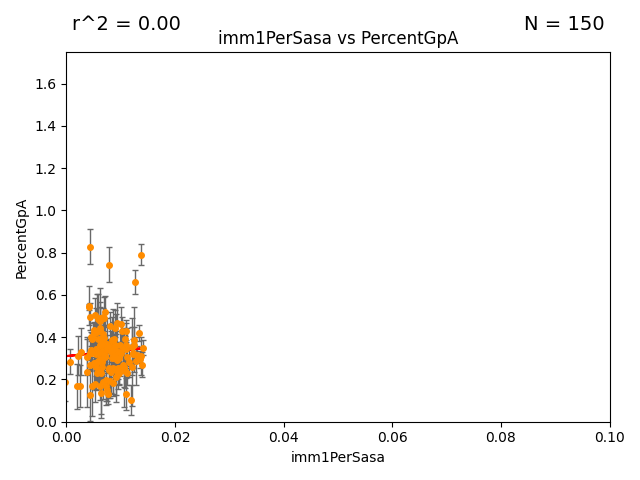 r^2 = 0.00
N = 150
imm1PerSasa vs PercentGpA
PercentGpA
1.6
1.4
1.2
1.0
0.8
0.6
0.4
0.2
0.0
0.00 0.02 0.04 0.06 0.08 0.10
imm1PerSasa